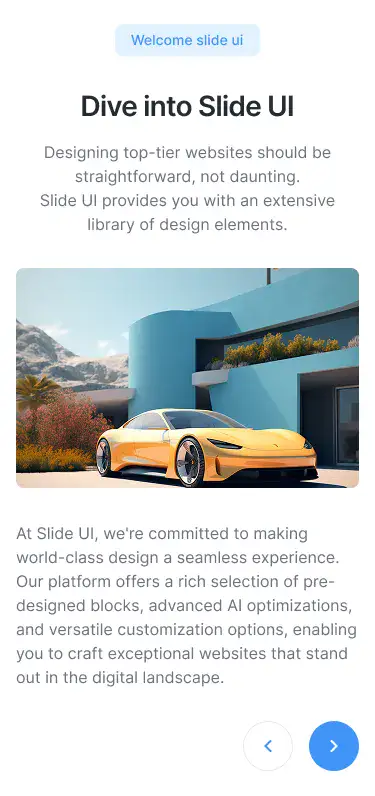 Welcome slide ui
Dive into Slide UI
Designing top-tier websites should be
straightforward, not daunting.
Slide UI provides you with an extensive
library of design elements.
At Slide UI, we're committed to making
world-class design a seamless experience.
Our platform offers a rich selection of pre-
designed blocks, advanced AI optimizations,
and versatile customization options, enabling
you to craft exceptional websites that stand
out in the digital landscape.